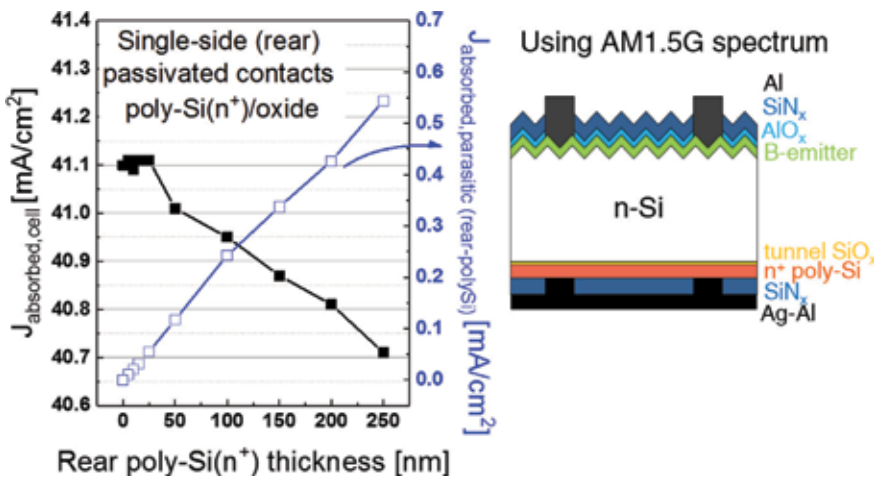 Single-side (rear)
passivated contacts
poly-Si(n⁺)/oxide
J_absorbed,cell [mA/cm²]
41.4
41.3
41.2
41.1
41.0
40.9
40.8
40.7
40.6
0
50
100
150
200
250
Rear poly-Si(n⁺) thickness [nm]
0.7
0.6
0.5
0.4
0.3
0.2
0.1
0.0
J_absorbed,parasitic (rear-polySi) [mA/cm²]
Using AM1.5G spectrum
Al
SiNₓ
AlOₓ
B-emitter
n-Si
tunnel SiOₓ
n⁺ poly-Si
SiNₓ
Ag-Al